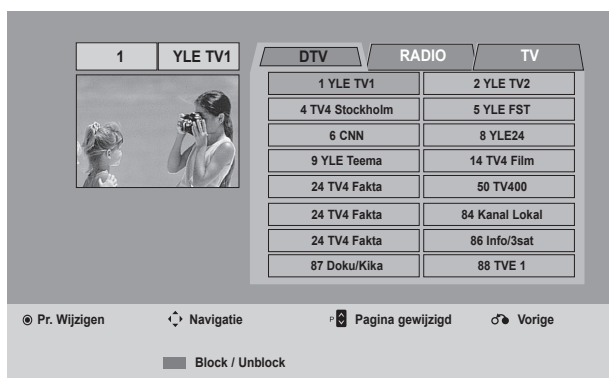 1 YLE TV1
DTV RADIO TV
1 YLE TV1 2 YLE TV2
4 TV4 Stockholm 5 YLE FST
6 CNN 8 YLE24
9 YLE Teema 14 TV4 Film
24 TV4 Fakta 50 TV400
24 TV4 Fakta 84 Kanal Lokal
24 TV4 Fakta 86 Info/3sat
87 Doku/Kika 88 TVE 1
Pr. Wijzigen Navigatie P Pagina gewijzigd Vorige
Block / Unblock